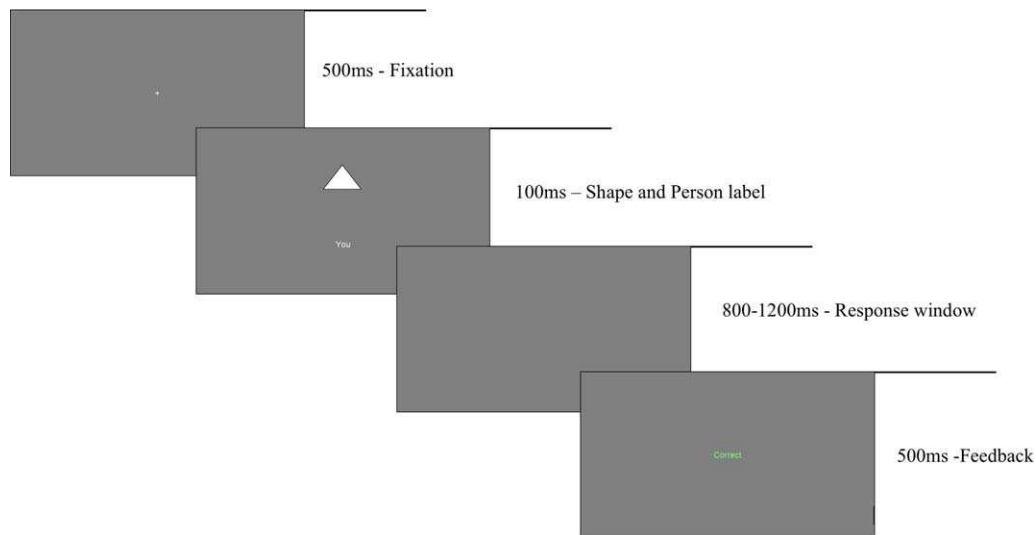 500ms - Fixation
100ms – Shape and Person label
You
800-1200ms - Response window
Correct
500ms -Feedback